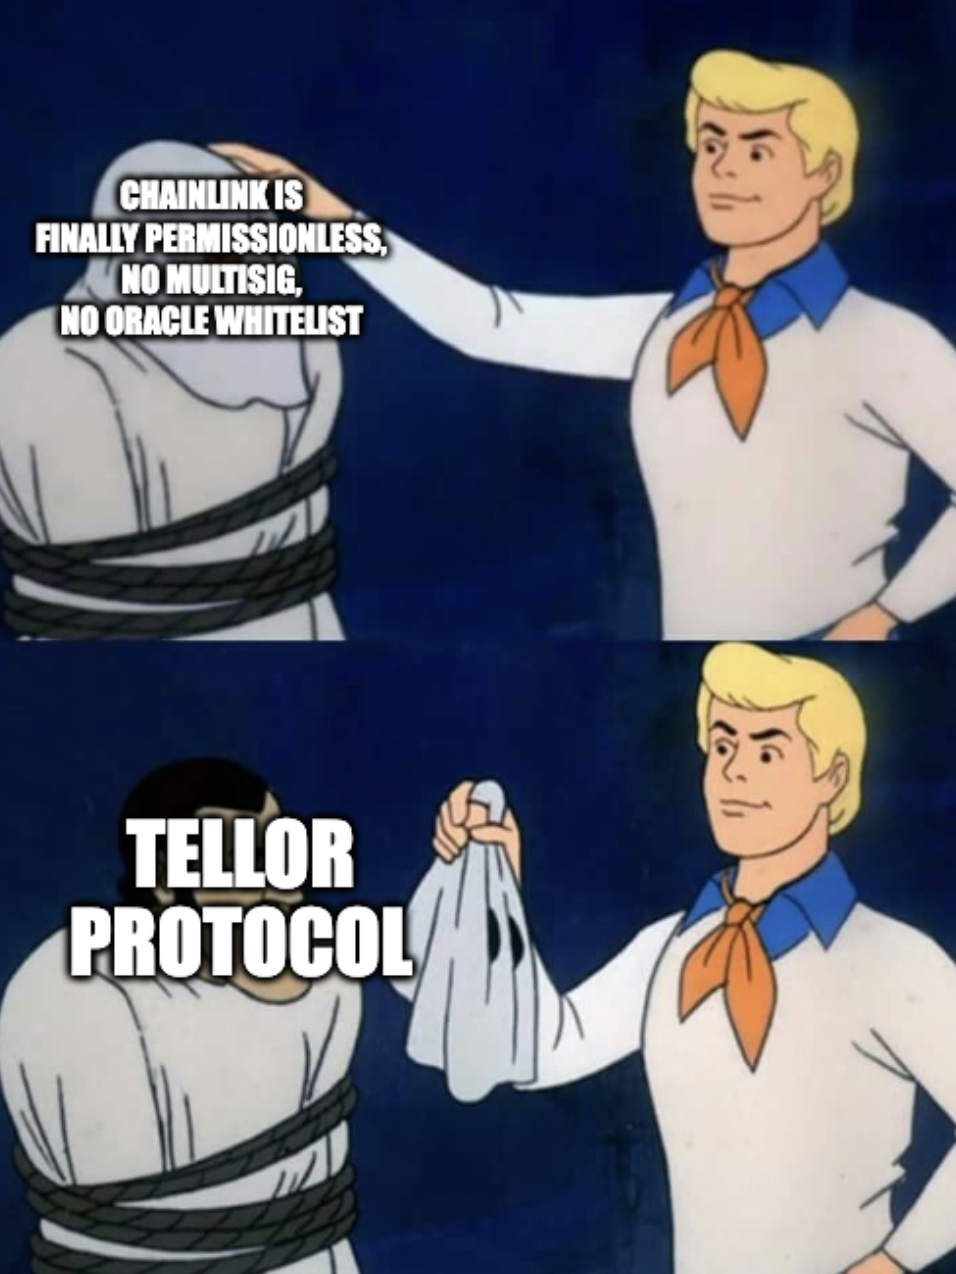 CHAINLINK IS
FINALLY PERMISSIONLESS,
NO MULTISIG,
NO ORACLE WHITELIST
TELLOR
PROTOCOL